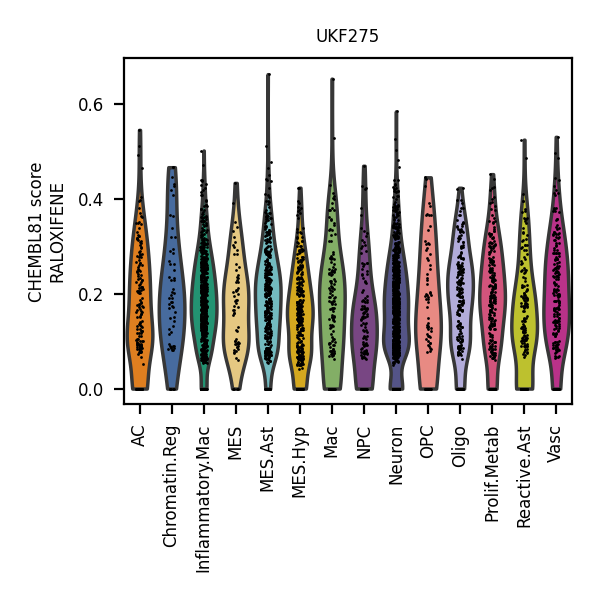 UKF275
CHEMBL81 score
RALOXIFENE
0.6
0.4
0.2
0.0
AC
Chromatin.Reg
Inflammatory.Mac
MES
MES.Ast
MES.Hyp
Mac
NPC
Neuron
OPC
Oligo
Prolif.Metab
Reactive.Ast
Vasc